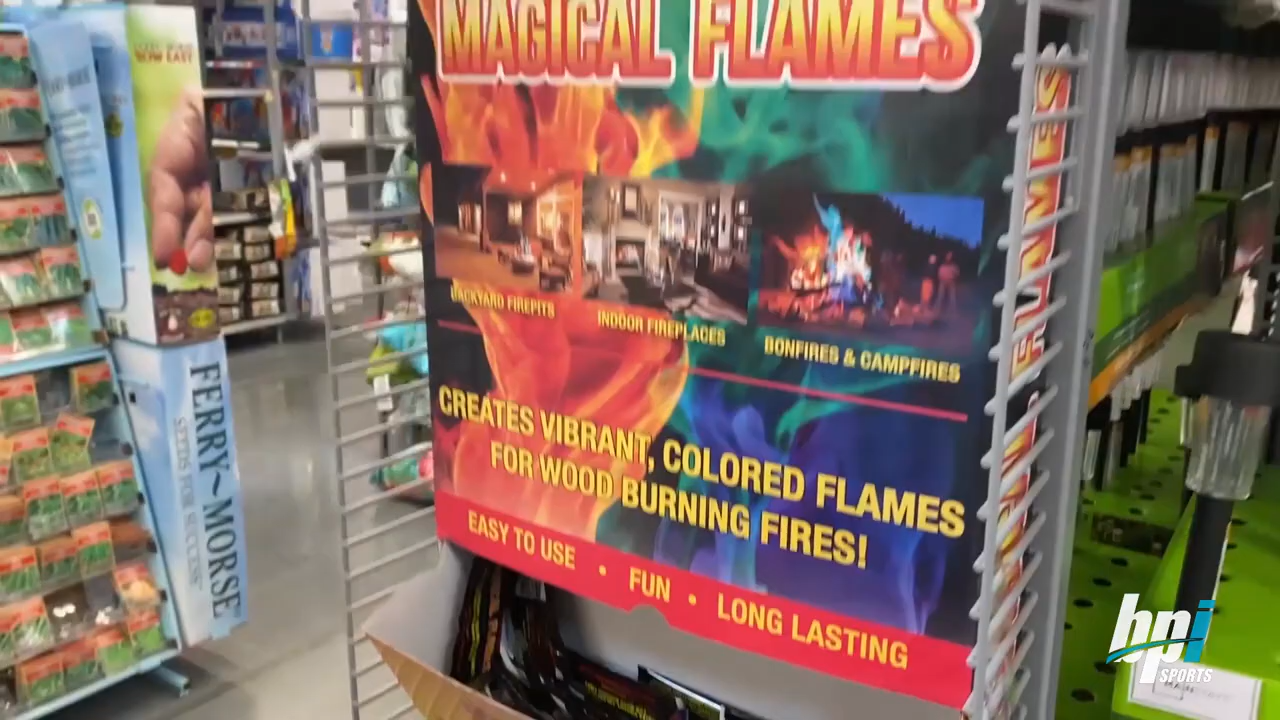 MAGICAL FLAMES
BACKYARD FIREPITS
INDOOR FIREPLACES
BONFIRES & CAMPFIRES
CREATES VIBRANT, COLORED FLAMES
FOR WOOD BURNING FIRES!
EASY TO USE • FUN • LONG LASTING
FLAMES
FERRY~MORSE
SEEDS FOR SUCCESS
bpi
SPORTS